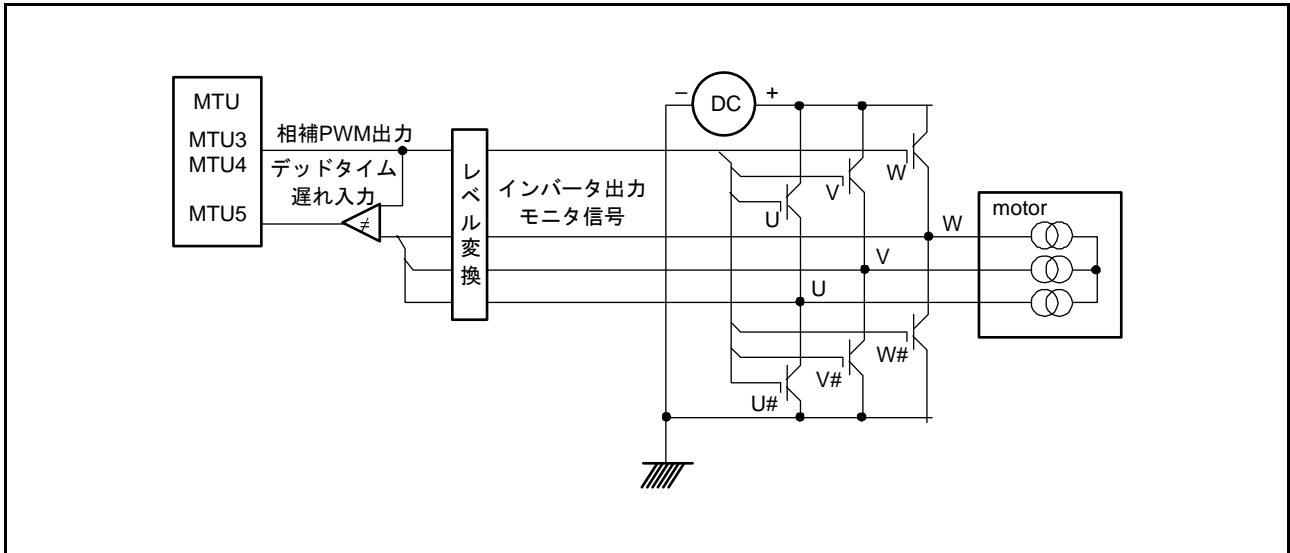 MTU
MTU3
MTU4
MTU5
相補PWM出力
デッドタイム
遅れ入力
≠
レベル変換
インバータ出力
モニタ信号
− DC +
W
V
U
W
V
U
W#
V#
U#
motor